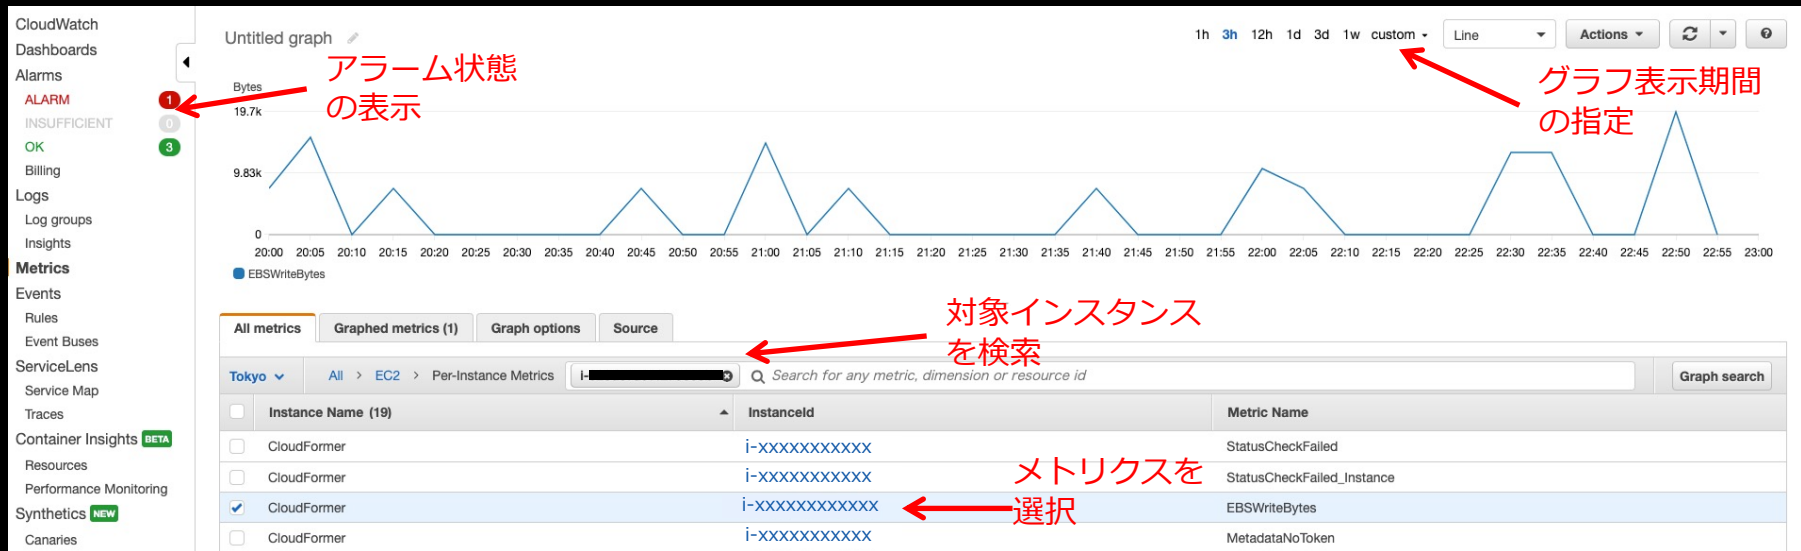 CloudWatch
Dashboards
Alarms
ALARM 1
INSUFFICIENT 0
OK 3
Billing
Logs
Log groups
Insights
Metrics
Events
Rules
Event Buses
ServiceLens
Service Map
Traces
Container Insights BETA
Resources
Performance Monitoring
Synthetics NEW
Canaries
Untitled graph
1h 3h 12h 1d 3d 1w custom
Line
Actions
アラーム状態
の表示
グラフ表示期間
の指定
Bytes
19.7k
9.83k
0
20:00 20:05 20:10 20:15 20:20 20:25 20:30 20:35 20:40 20:45 20:50 20:55 21:00 21:05 21:10 21:15 21:20 21:25 21:30 21:35 21:40 21:45 21:50 21:55 22:00 22:05 22:10 22:15 22:20 22:25 22:30 22:35 22:40 22:45 22:50 22:55 23:00
EBSWriteBytes
対象インスタンス
を検索
All metrics Graphed metrics (1) Graph options Source
Tokyo All > EC2 > Per-Instance Metrics i- Search for any metric, dimension or resource id Graph search
Instance Name (19) InstanceId Metric Name
CloudFormer i-xxxxxxxxxxx StatusCheckFailed
CloudFormer i-xxxxxxxxxxx StatusCheckFailed_Instance
CloudFormer i-xxxxxxxxxxxx EBSWriteBytes
CloudFormer i-xxxxxxxxxxx MetadataNoToken
メトリクスを
選択